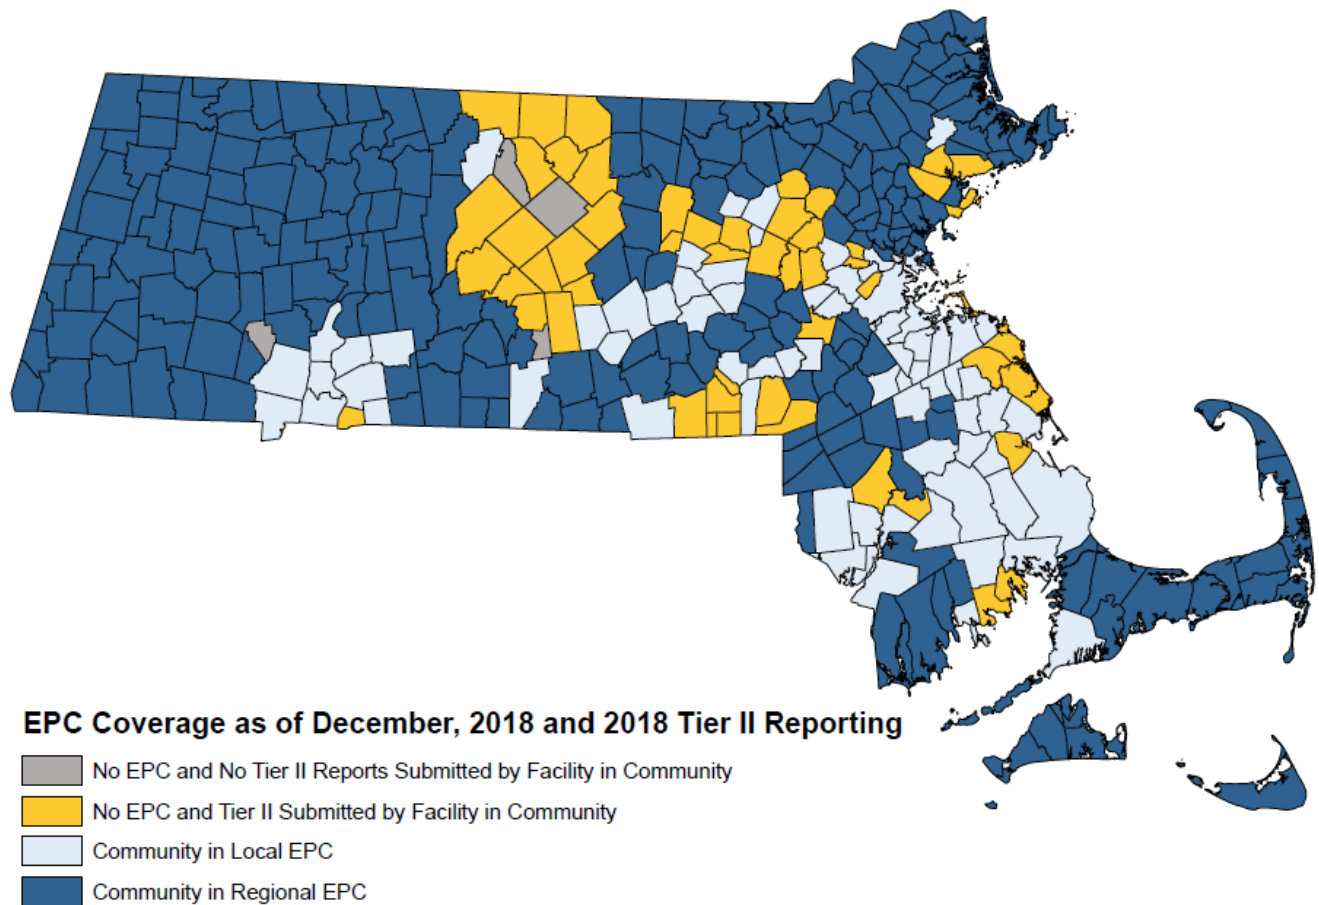 EPC Coverage as of December, 2018 and 2018 Tier II Reporting
No EPC and No Tier II Reports Submitted by Facility in Community
No EPC and Tier II Submitted by Facility in Community
Community in Local EPC
Community in Regional EPC